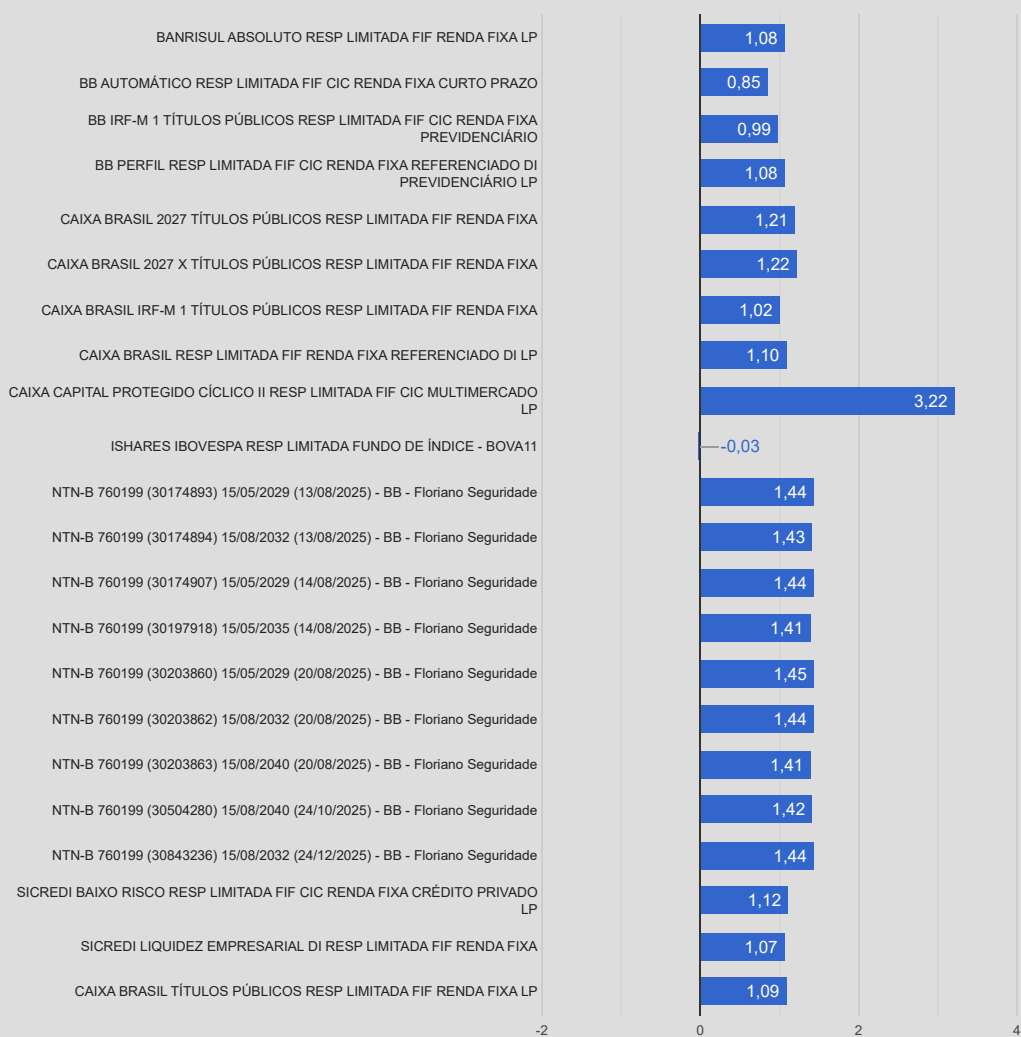 BANRISUL ABSOLUTO RESP LIMITADA FIF RENDA FIXA LP
1,08
BB AUTOMÁTICO RESP LIMITADA FIF CIC RENDA FIXA CURTO PRAZO
0,85
BB IRF-M 1 TÍTULOS PÚBLICOS RESP LIMITADA FIF CIC RENDA FIXA
PREVIDENCIÁRIO
0,99
BB PERFIL RESP LIMITADA FIF CIC RENDA FIXA REFERENCIADO DI
PREVIDENCIÁRIO LP
1,08
CAIXA BRASIL 2027 TÍTULOS PÚBLICOS RESP LIMITADA FIF RENDA FIXA
1,21
CAIXA BRASIL 2027 X TÍTULOS PÚBLICOS RESP LIMITADA FIF RENDA FIXA
1,22
CAIXA BRASIL IRF-M 1 TÍTULOS PÚBLICOS RESP LIMITADA FIF RENDA FIXA
1,02
CAIXA BRASIL RESP LIMITADA FIF RENDA FIXA REFERENCIADO DI LP
1,10
CAIXA CAPITAL PROTEGIDO CÍCLICO II RESP LIMITADA FIF CIC MULTIMERCADO
LP
3,22
ISHARES IBOVESPA RESP LIMITADA FUNDO DE ÍNDICE - BOVA11
-0,03
NTN-B 760199 (30174893) 15/05/2029 (13/08/2025) - BB - Floriano Seguridade
1,44
NTN-B 760199 (30174894) 15/08/2032 (13/08/2025) - BB - Floriano Seguridade
1,43
NTN-B 760199 (30174907) 15/05/2029 (14/08/2025) - BB - Floriano Seguridade
1,44
NTN-B 760199 (30197918) 15/05/2035 (14/08/2025) - BB - Floriano Seguridade
1,41
NTN-B 760199 (30203860) 15/05/2029 (20/08/2025) - BB - Floriano Seguridade
1,45
NTN-B 760199 (30203862) 15/08/2032 (20/08/2025) - BB - Floriano Seguridade
1,44
NTN-B 760199 (30203863) 15/08/2040 (20/08/2025) - BB - Floriano Seguridade
1,41
NTN-B 760199 (30504280) 15/08/2040 (24/10/2025) - BB - Floriano Seguridade
1,42
NTN-B 760199 (30843236) 15/08/2032 (24/12/2025) - BB - Floriano Seguridade
1,44
SICREDI BAIXO RISCO RESP LIMITADA FIF CIC RENDA FIXA CRÉDITO PRIVADO
LP
1,12
SICREDI LIQUIDEZ EMPRESARIAL DI RESP LIMITADA FIF RENDA FIXA
1,07
CAIXA BRASIL TÍTULOS PÚBLICOS RESP LIMITADA FIF RENDA FIXA LP
1,09
-2 0 2 4